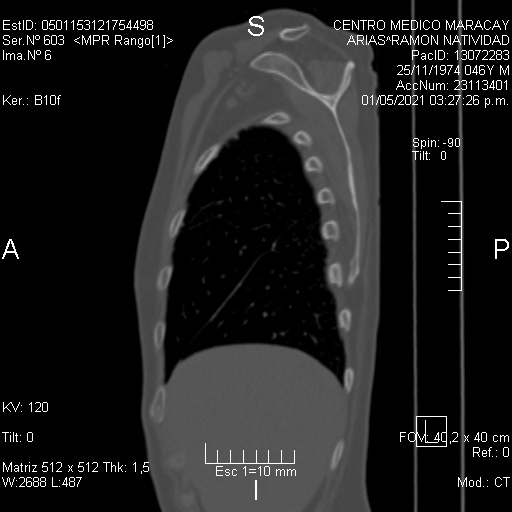 EstID: 0501153121754498
Ser.Nº 603 <MPR Rango[1]>
Ima.Nº 6
Ker.: B10f
S
CENTRO MEDICO MARACAY
ARIAS^RAMON NATIVIDAD
PacID: 13072283
25/11/1974 046Y M
AccNum: 23113401
01/05/2021 03:27:26 p.m.
Spin: -90
Tilt: 0
A
P
KV: 120
Tilt: 0
Matriz 512 x 512 Thk: 1,5
W:2688 L:487
Esc 1=10 mm
I
FOV: 40,2 x 40 cm
Ref.: 0
Mod.: CT